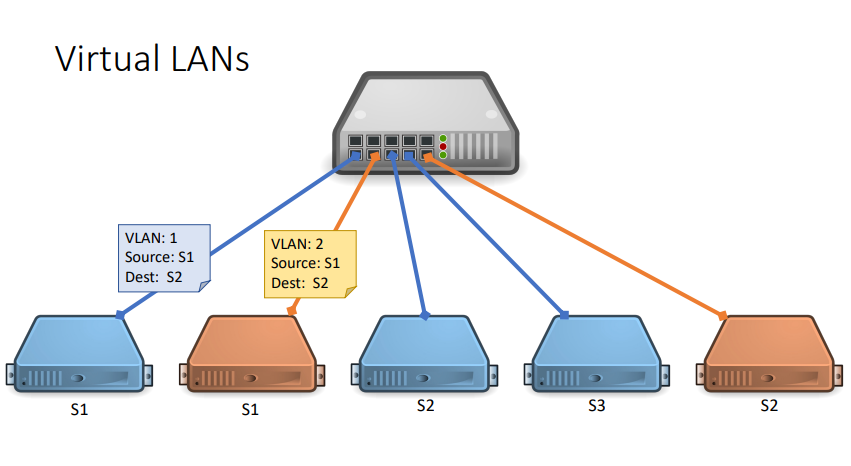 Virtual LANs
VLAN: 1
Source: S1
Dest:  S2
VLAN: 2
Source: S1
Dest:  S2
S1
S1
S2
S3
S2